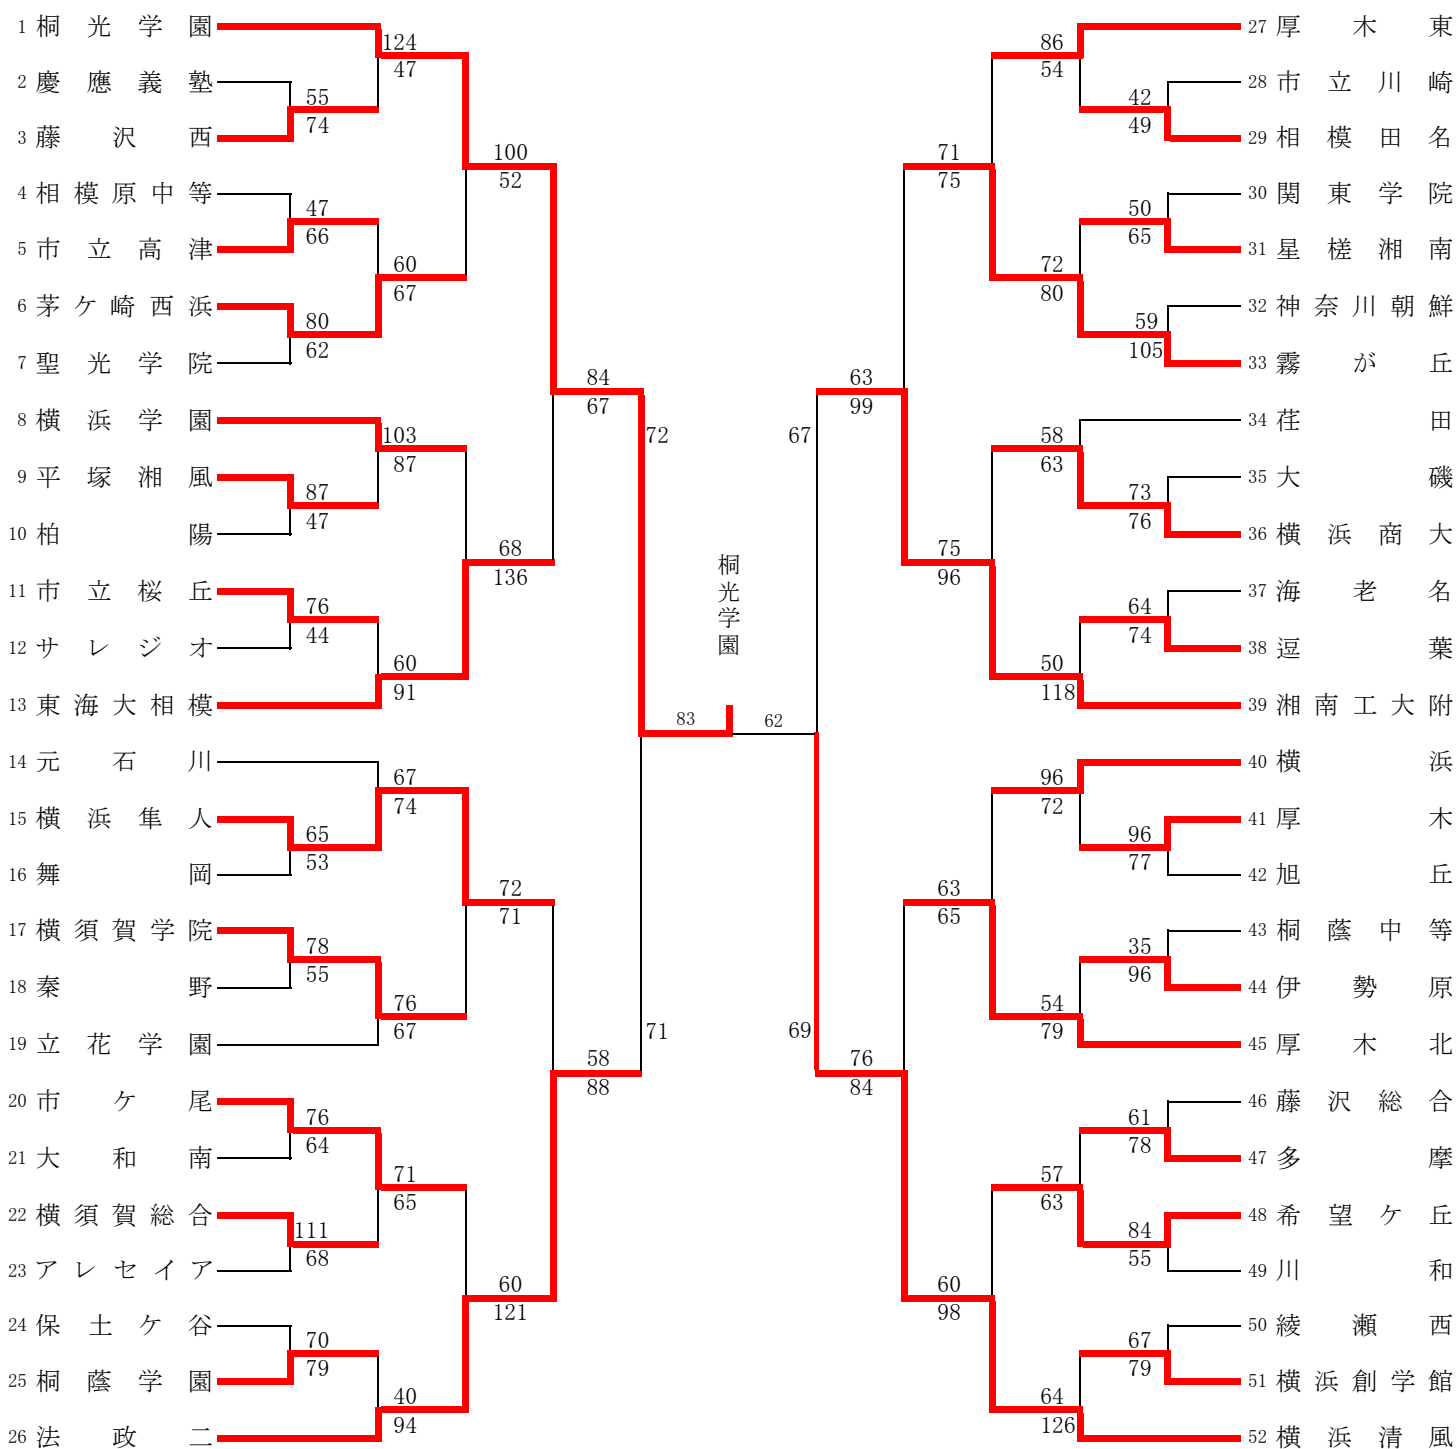 1 桐光学園
2 慶應義塾
3 藤沢西
4 相模原中等
5 市立高津
6 茅ケ崎西浜
7 聖光学院
8 横浜学園
9 平塚湘風
10 柏陽
11 市立桜丘
12 サレジオ
13 東海大相模
14 元石川
15 横浜隼人
16 舞岡
17 横須賀学院
18 秦野
19 立花学園
20 市ケ尾
21 大和南
22 横須賀総合
23 アレセイア
24 保土ケ谷
25 桐蔭学園
26 法政二
55
74
47
66
80
62
87
47
76
44
65
53
78
55
76
64
111
68
70
79
124
47
60
67
103
87
60
91
67
74
76
67
71
65
40
94
100
52
68
136
72
71
60
121
84
67
58
88
72
71
83
桐光学園
62
67
69
63
99
76
84
71
75
75
96
63
65
60
98
86
54
72
80
58
63
50
118
96
72
54
79
57
63
64
126
42
49
50
65
59
105
73
76
64
74
96
77
35
96
61
78
84
55
67
79
27 厚木東
28 市立川崎
29 相模田名
30 関東学院
31 星槎湘南
32 神奈川朝鮮
33 霧が丘
34 荏田
35 大磯
36 横浜商大
37 海老名
38 逗葉
39 湘南工大附
40 横浜
41 厚木
42 旭丘
43 桐蔭中等
44 伊勢原
45 厚木北
46 藤沢総合
47 多摩
48 希望ケ丘
49 川和
50 綾瀬西
51 横浜創学館
52 横浜清風